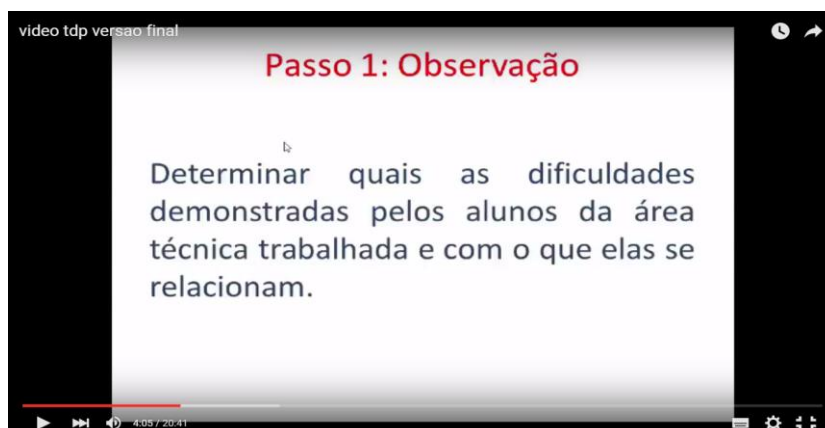 video tdp versao final
Passo 1: Observação
Determinar quais as dificuldades
demonstradas pelos alunos da área
técnica trabalhada e com o que elas se
relacionam.
4:05 / 20:41